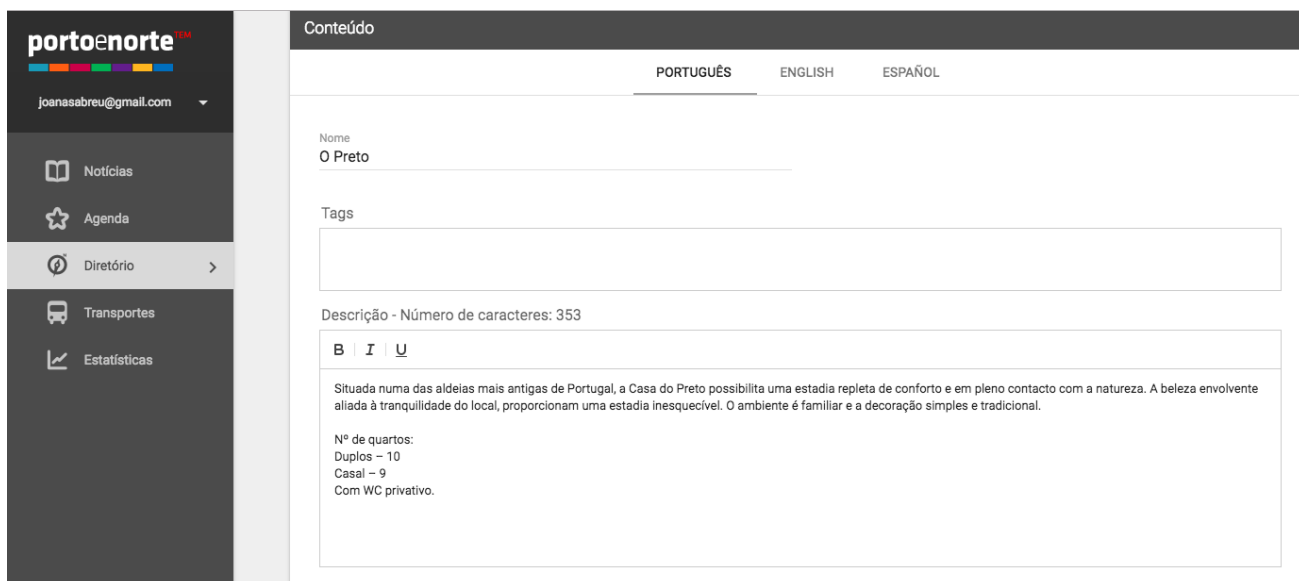 portoenorte TEM
joanasabreu@gmail.com
Notícias
Agenda
Diretório
Transportes
Estatísticas
Conteúdo
PORTUGUÊS ENGLISH ESPAÑOL
Nome
O Preto
Tags
Descrição - Número de caracteres: 353
B I U
Situada numa das aldeias mais antigas de Portugal, a Casa do Preto possibilita uma estadia repleta de conforto e em pleno contacto com a natureza. A beleza envolvente
aliada à tranquilidade do local, proporcionam uma estadia inesquecível. O ambiente é familiar e a decoração simples e tradicional.
Nº de quartos:
Duplos – 10
Casal – 9
Com WC privativo.